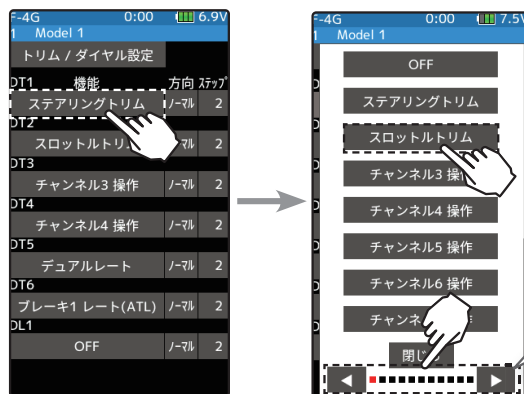 F-4G 0:00 6.9V
1 Model 1
トリム / ダイヤル設定
DT1 機能 方向 ｽﾃｯﾌﾟ
ステアリングトリム ﾉｰﾏﾙ 2
DT2
スロットルトリ ﾉｰﾏﾙ 2
DT3
チャンネル3 操作 ﾉｰﾏﾙ 2
DT4
チャンネル4 操作 ﾉｰﾏﾙ 2
DT5
デュアルレート ﾉｰﾏﾙ 2
DT6
ブレーキ1 レート(ATL) ﾉｰﾏﾙ 2
DL1
OFF ﾉｰﾏﾙ 2
F-4G 0:00 7.5V
1 Model 1
OFF
ステアリングトリム
スロットルトリム
チャンネル3 操作
チャンネル4 操作
チャンネル5 操作
チャンネル6 操作
チャンネ 作
閉じ